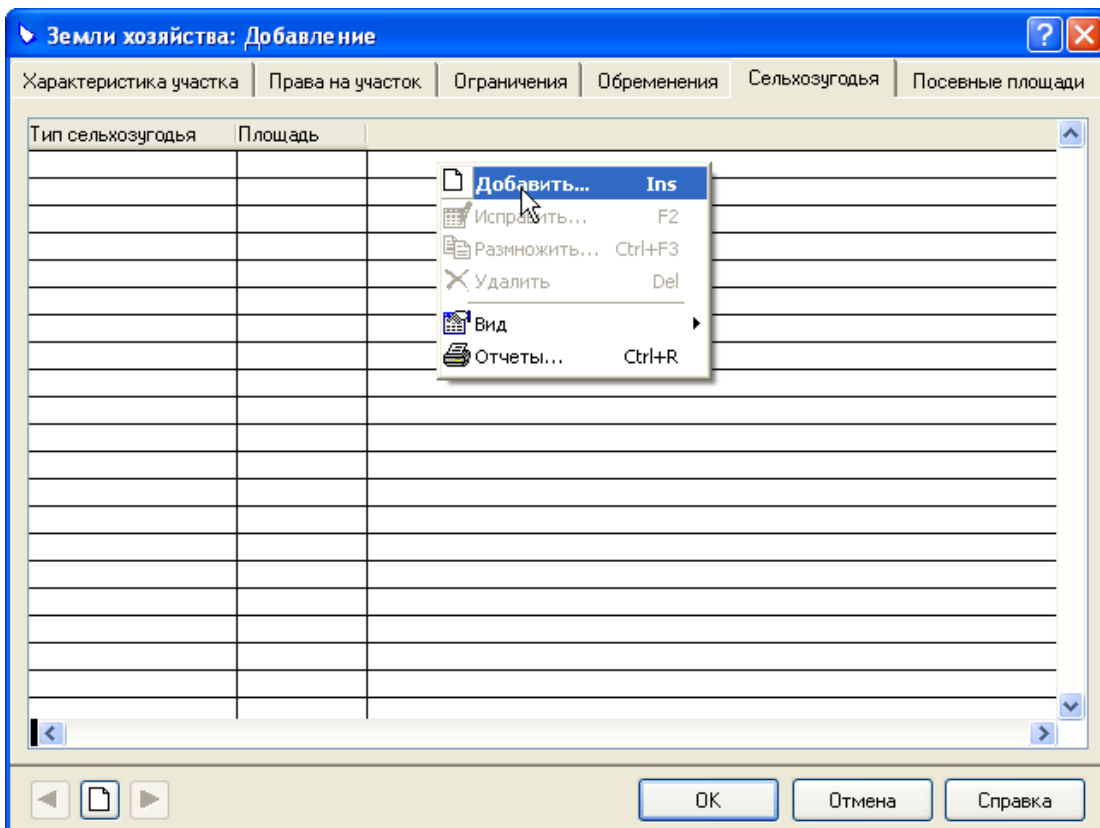 Земли хозяйства: Добавление
Характеристика участка Права на участок Ограничения Обременения Сельхозугодья Посевные площади
Тип сельхозугодья Площадь
Добавить... Ins
Исправить... F2
Размножить... Ctrl+F3
Удалить Del
Вид
Отчеты... Ctrl+R
OK Отмена Справка